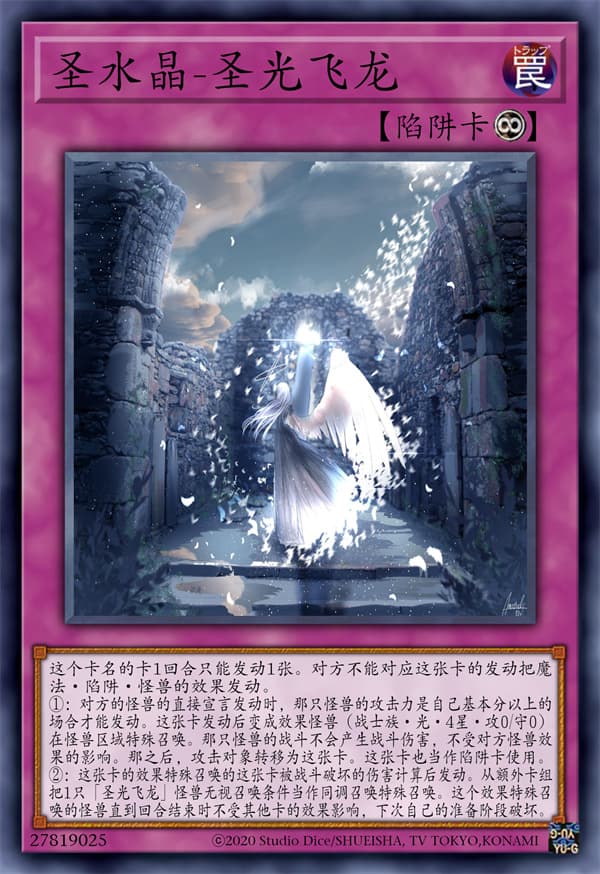 圣水晶-圣光飞龙
トラップ
罠
【陷阱卡】
这个卡名的卡1回合只能发动1张。对方不能对应这张卡的发动把魔
法·陷阱·怪兽的效果发动。
①：对方的怪兽的直接宣言发动时，那只怪兽的攻击力是自己基本分以上的
场合才能发动。这张卡发动后变成效果怪兽（战士族·光·4星·攻0/守0）
在怪兽区域特殊召唤。那只怪兽的战斗不会产生战斗伤害，不受对方怪兽效
果的影响。那之后，攻击对象转移为这张卡。这张卡也当作陷阱卡使用。
②：这张卡的效果特殊召唤的这张卡被战斗破坏的伤害计算后发动。从额外卡组
把1只「圣光飞龙」怪兽无视召唤条件当作同调召唤特殊召唤。这个效果特殊召
唤的怪兽直到回合结束时不受其他卡的效果影响，下次自己的准备阶段破坏。
27819025
©2020 Studio Dice/SHUEISHA, TV TOKYO,KONAMI